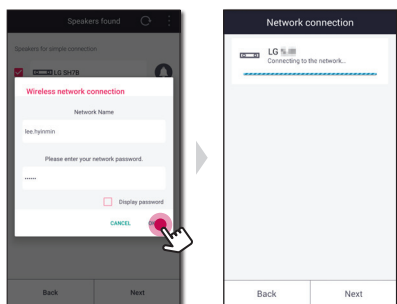 Speakers found
Speakers for simple connection
LG SH7B
Wireless network connection
Network Name
lee.hyinmin
Please enter your network password.
••••••
Display password
CANCEL
Back
Next
Network connection
LG
Connecting to the network...
Back
Next